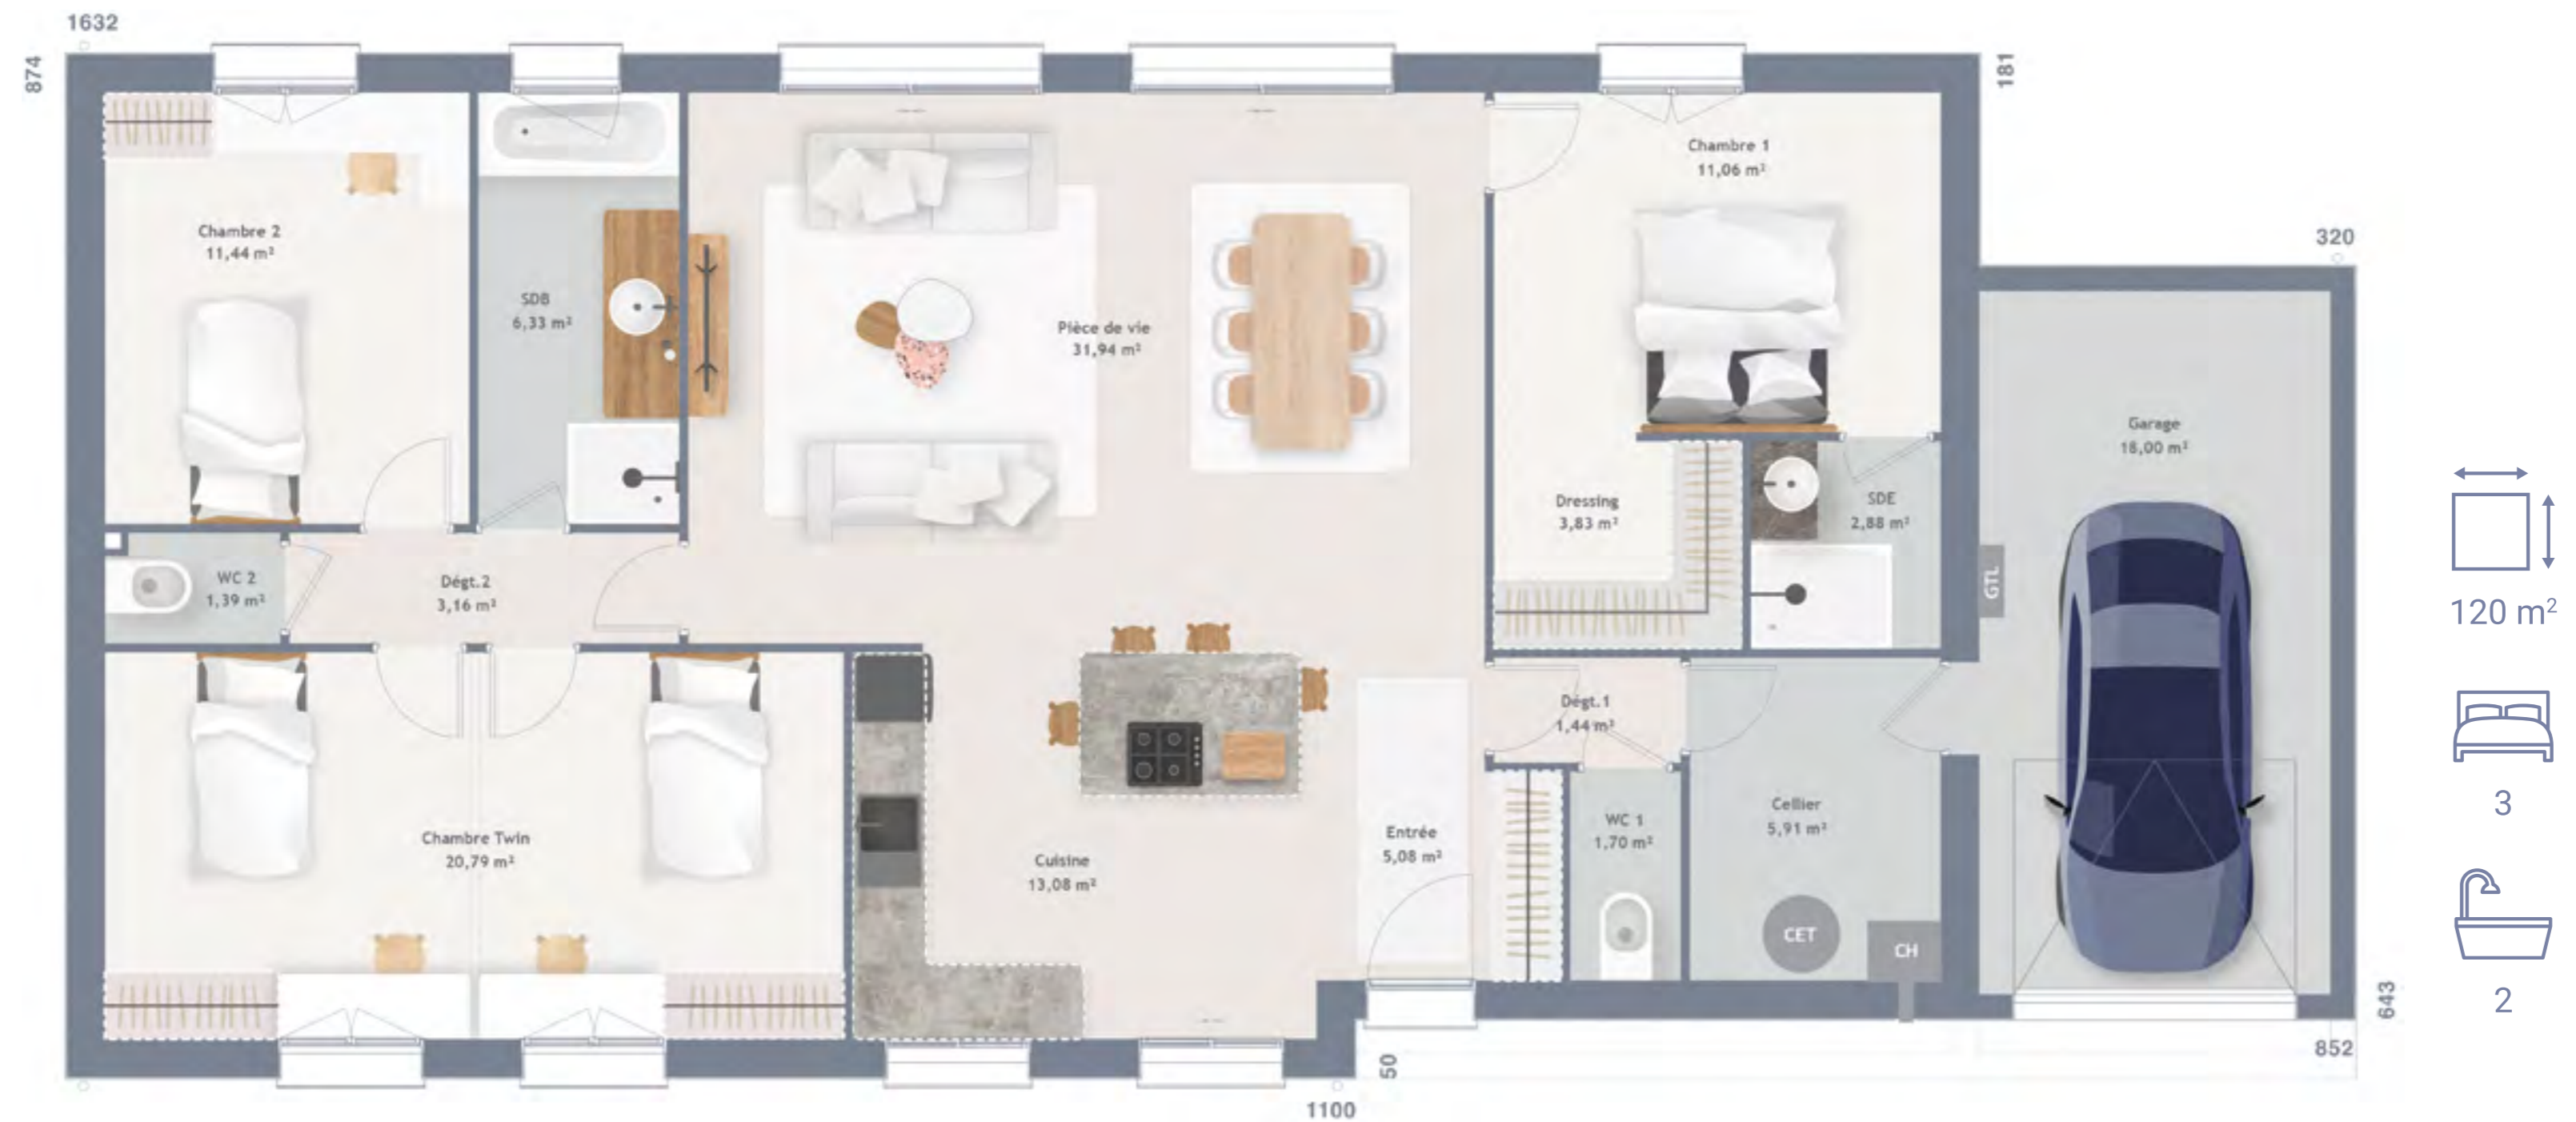 1632
874
181
320
Chambre 1
11,06 m²
Chambre 2
11,44 m²
SDB
6,33 m²
Pièce de vie
31,94 m²
Garage
18,00 m²
Dressing
3,83 m²
SDE
2,88 m²
GTL
WC 2
1,39 m²
Dégt.2
3,16 m²
Dégt.1
1,44 m²
Chambre Twin
20,79 m²
Cuisine
13,08 m²
Entrée
5,08 m²
WC 1
1,70 m²
Cellier
5,91 m²
CET
CH
643
852
50
1100
120 m²
3
2